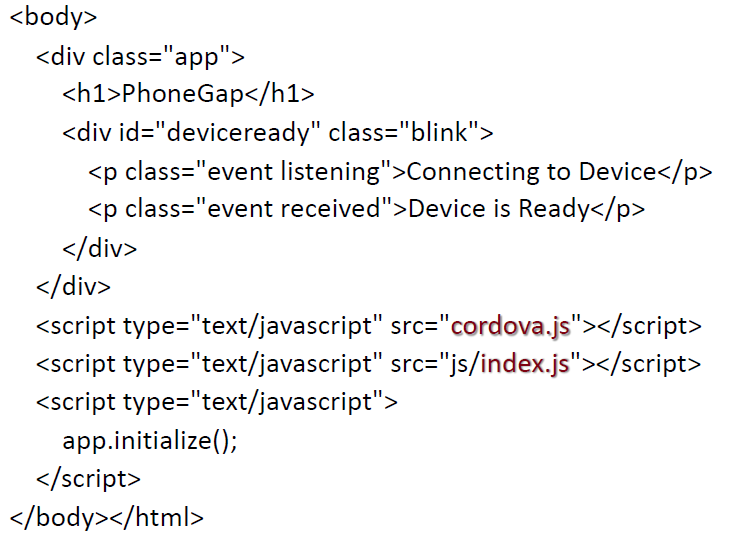 <body>
<div class="app">
<h1>PhoneGap</h1>
<div id="deviceready" class="blink">
<p class="event listening">Connecting to Device</p>
<p class="event received">Device is Ready</p>
</div>
</div>
<script type="text/javascript" src="cordova.js"></script>
<script type="text/javascript" src="js/index.js"></script>
<script type="text/javascript">
app.initialize();
</script>
</body></html>